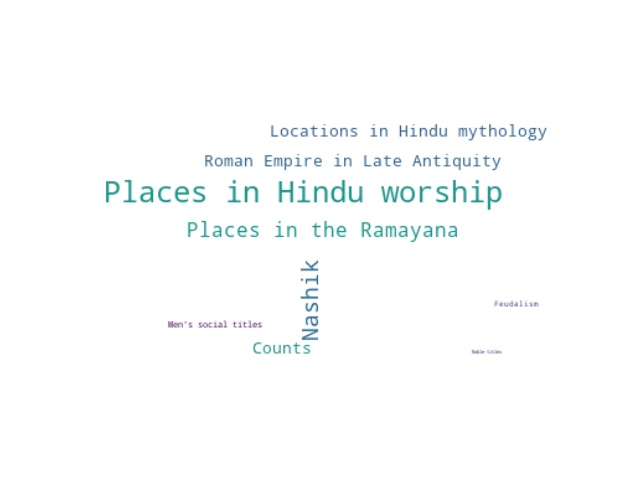 Locations in Hindu mythology
Roman Empire in Late Antiquity
Places in Hindu worship
Places in the Ramayana
Nashik
Feudalism
Men's social titles
Counts
Noble titles